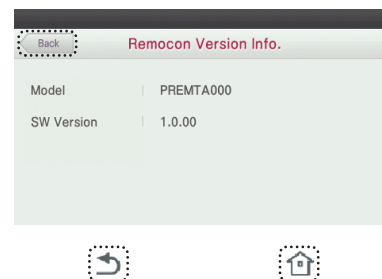 Back
Remocon Version Info.
Model PREMTA000
SW Version 1.0.00